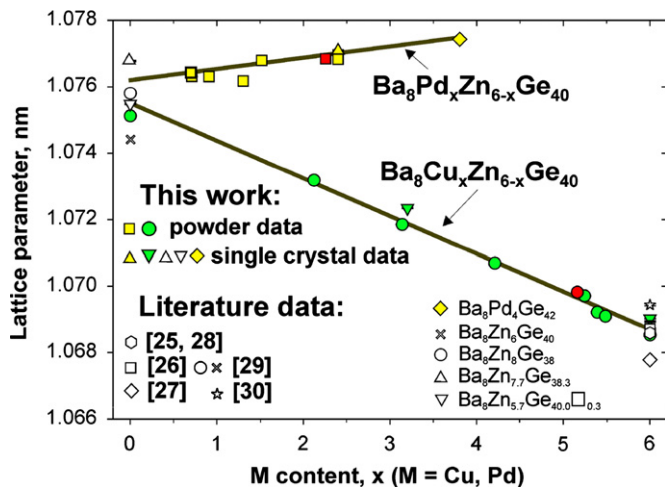 Lattice parameter, nm
1.078
1.076
1.074
1.072
1.070
1.068
1.066
Ba₈PdₓZn₆₋ₓGe₄₀
Ba₈CuₓZn₆₋ₓGe₄₀
This work:
powder data
single crystal data
Literature data:
[25, 28]
[26] [29]
[27] [30]
Ba₈Pd₄Ge₄₂
Ba₈Zn₆Ge₄₀
Ba₈Zn₈Ge₃₈
Ba₈Zn₇.₇Ge₃₈.₃
Ba₈Zn₅.₇Ge₄₀.₀□₀.₃
0 1 2 3 4 5 6
M content, x (M = Cu, Pd)